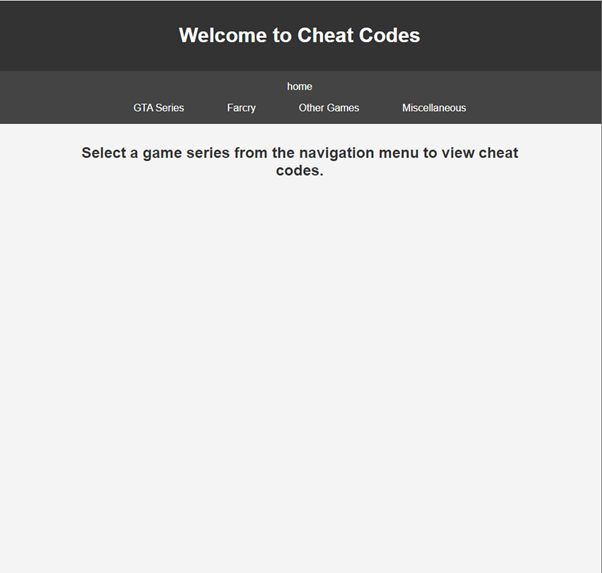 Welcome to Cheat Codes
home
GTA Series Farcry Other Games Miscellaneous
Select a game series from the navigation menu to view cheat
codes.